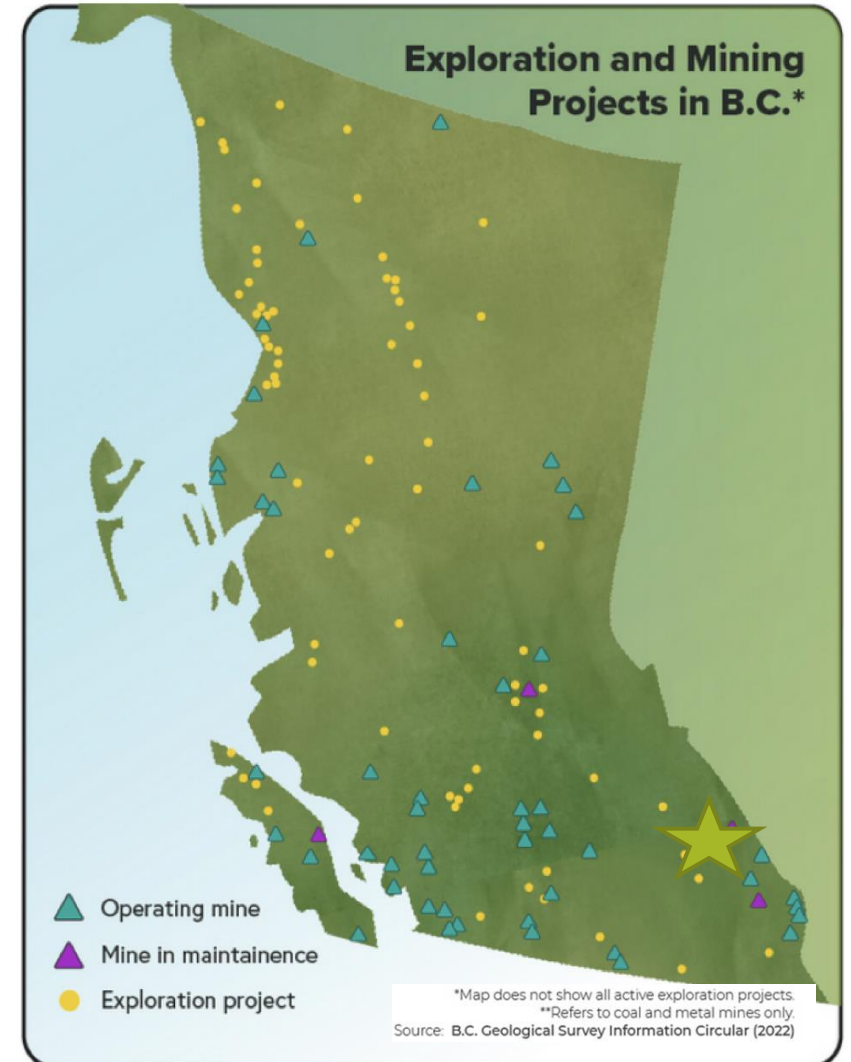 Exploration and Mining
Projects in B.C.*
Operating mine
Mine in maintainence
Exploration project
*Map does not show all active exploration projects.
**Refers to coal and metal mines only.
Source: B.C. Geological Survey Information Circular (2022)